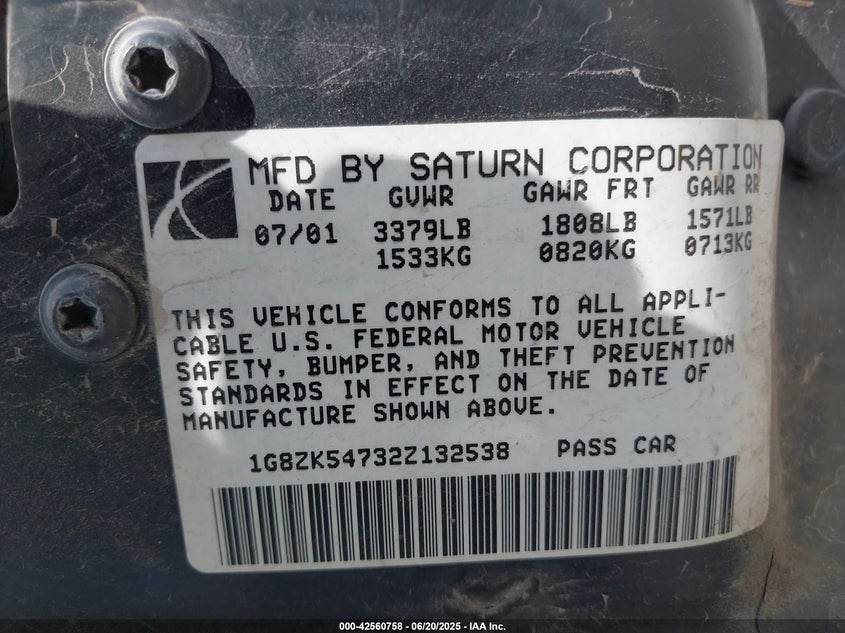 MFD BY SATURN CORPORATION
DATE GVWR GAWR FRT GAWR RR
07/01 3379LB 1808LB 1571LB
1533KG 0820KG 0713KG
THIS VEHICLE CONFORMS TO ALL APPLI-
CABLE U.S. FEDERAL MOTOR VEHICLE
SAFETY, BUMPER, AND THEFT PREVENTION
STANDARDS IN EFFECT ON THE DATE OF
MANUFACTURE SHOWN ABOVE.
1G8ZK54732Z132538 PASS CAR
000-42560758 - 06/20/2025 - IAA Inc.